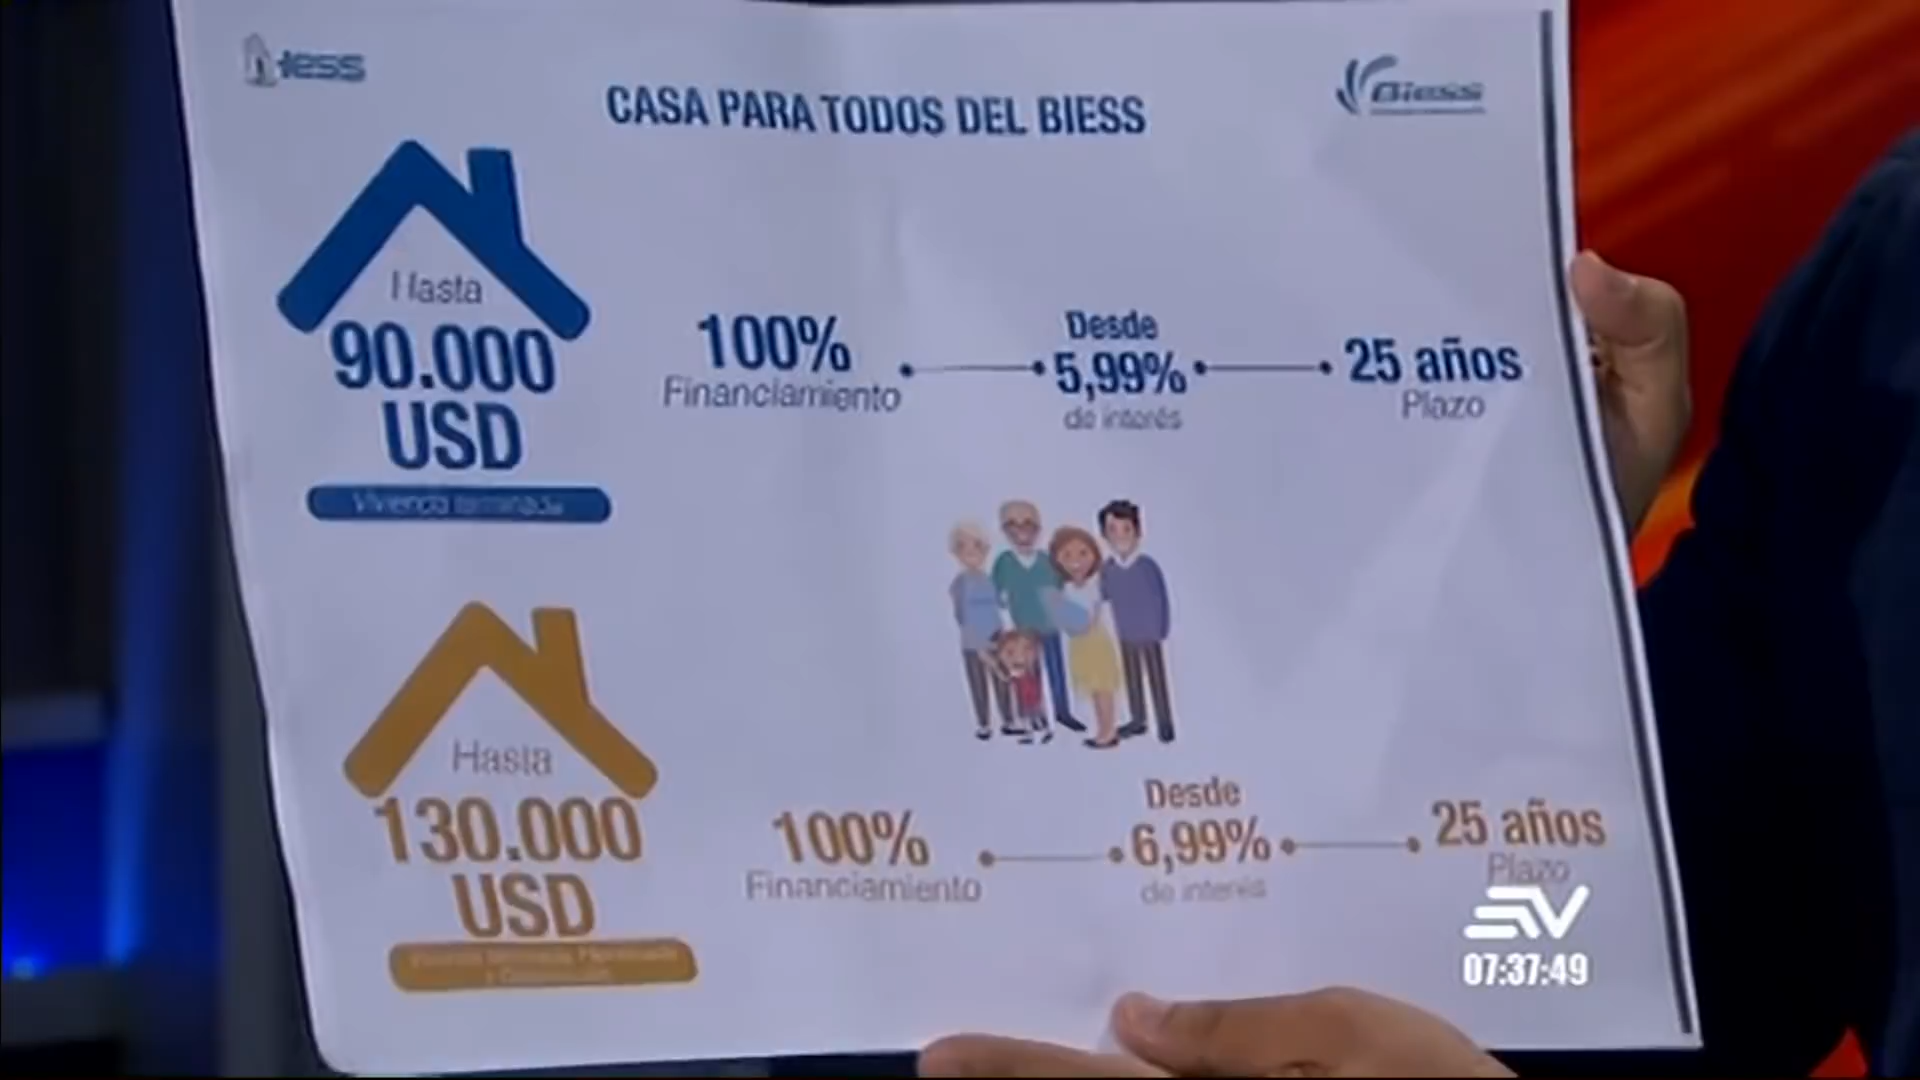 iess
CASA PARA TODOS DEL BIESS
Biess
Hasta
90.000
USD
Vivienda terminada
100%
Financiamiento
Desde
5,99%
de interés
25 años
Plazo
Hasta
130.000
USD
100%
Financiamiento
Desde
6,99%
de interés
25 años
Plazo
07:37:49